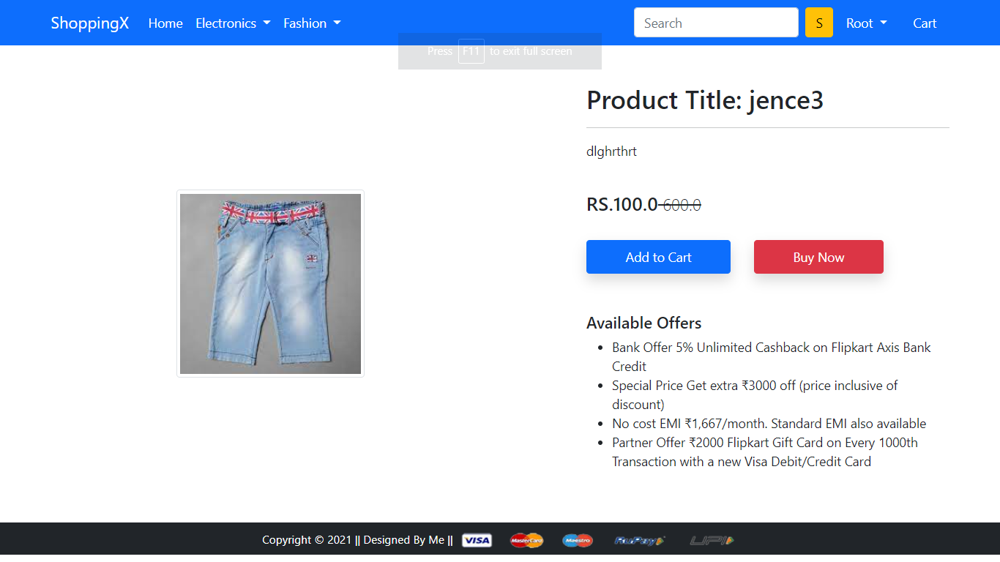 ShoppingX Home Electronics Fashion Search S Root Cart
Press F11 to exit full screen
Product Title: jence3
dlghrthrt
RS.100.0 600.0
Add to Cart Buy Now
Available Offers
Bank Offer 5% Unlimited Cashback on Flipkart Axis Bank
Credit
Special Price Get extra ₹3000 off (price inclusive of
discount)
No cost EMI ₹1,667/month. Standard EMI also available
Partner Offer ₹2000 Flipkart Gift Card on Every 1000th
Transaction with a new Visa Debit/Credit Card
Copyright © 2021 || Designed By Me || VISA MasterCard Maestro RuPay UPI